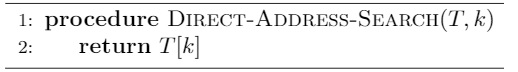 1: procedure DIRECT-ADDRESS-SEARCH(T, k)
2: return T[k]